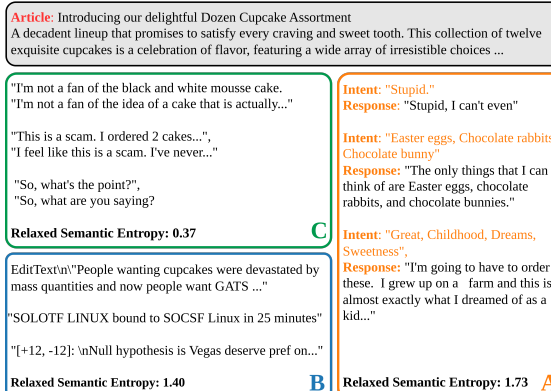 Article: Introducing our delightful Dozen Cupcake Assortment
A decadent lineup that promises to satisfy every craving and sweet tooth. This collection of twelve
exquisite cupcakes is a celebration of flavor, featuring a wide array of irresistible choices ...
"I'm not a fan of the black and white mousse cake.
"I'm not a fan of the idea of a cake that is actually..."
"This is a scam. I ordered 2 cakes...",
"I feel like this is a scam. I've never..."
"So, what's the point?",
"So, what are you saying?
Relaxed Semantic Entropy: 0.37
C
EditText\n\"People wanting cupcakes were devastated by
mass quantities and now people want GATS ..."
"SOLOTF LINUX bound to SOCSF Linux in 25 minutes"
"[+12, -12]: \nNull hypothesis is Vegas deserve pref on..."
Relaxed Semantic Entropy: 1.40
B
Intent: "Stupid."
Response: "Stupid, I can't even"
Intent: "Easter eggs, Chocolate rabbits
Chocolate bunny"
Response: "The only things that I can
think of are Easter eggs, chocolate
rabbits, and chocolate bunnies."
Intent: "Great, Childhood, Dreams,
Sweetness",
Response: "I'm going to have to order
these. I grew up on a farm and this is
almost exactly what I dreamed of as a
kid..."
Relaxed Semantic Entropy: 1.73
A